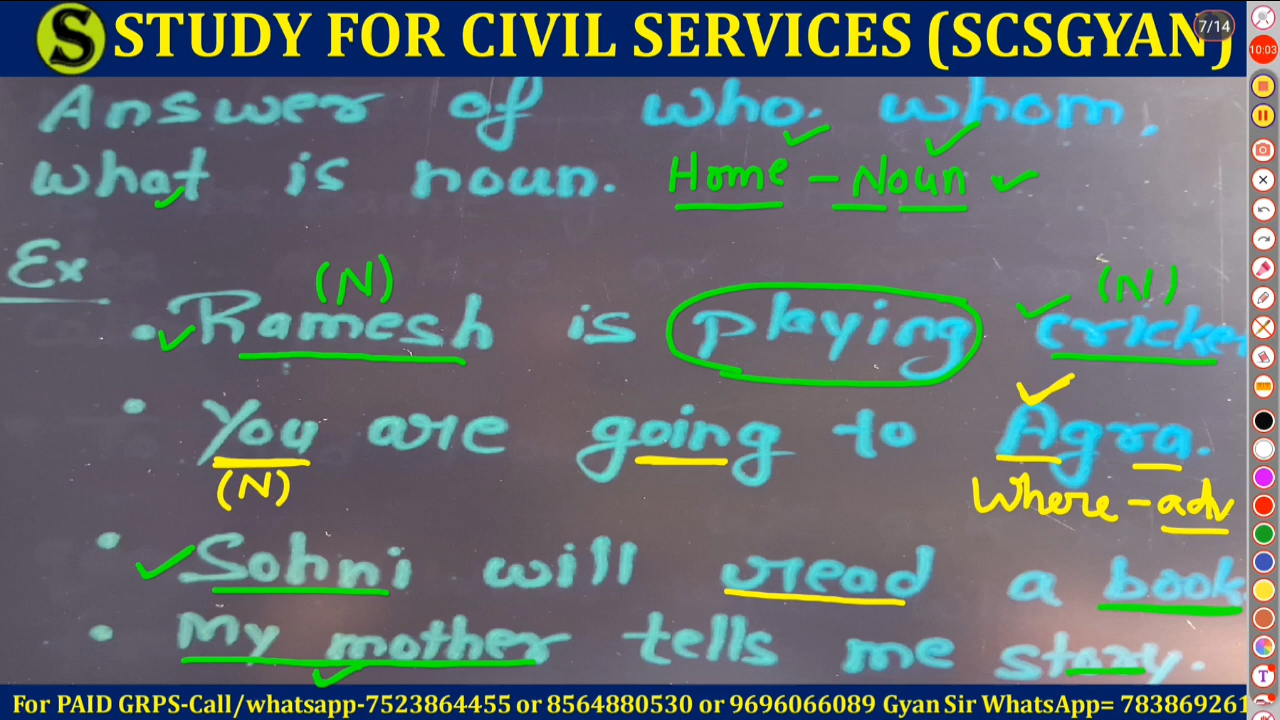 S STUDY FOR CIVIL SERVICES (SCSGYAN)
7/14
10:03
Answer of who, whom,
what is noun. Home - Noun
Ex
(N) (N)
• Ramesh is playing cricke
• You are going to Agra.
(N) Where - adv
• Sohni will read a book
• My mother tells me story.
For PAID GRPS-Call/whatsapp-7523864455 or 8564880530 or 9696066089 Gyan Sir WhatsApp= 783869261